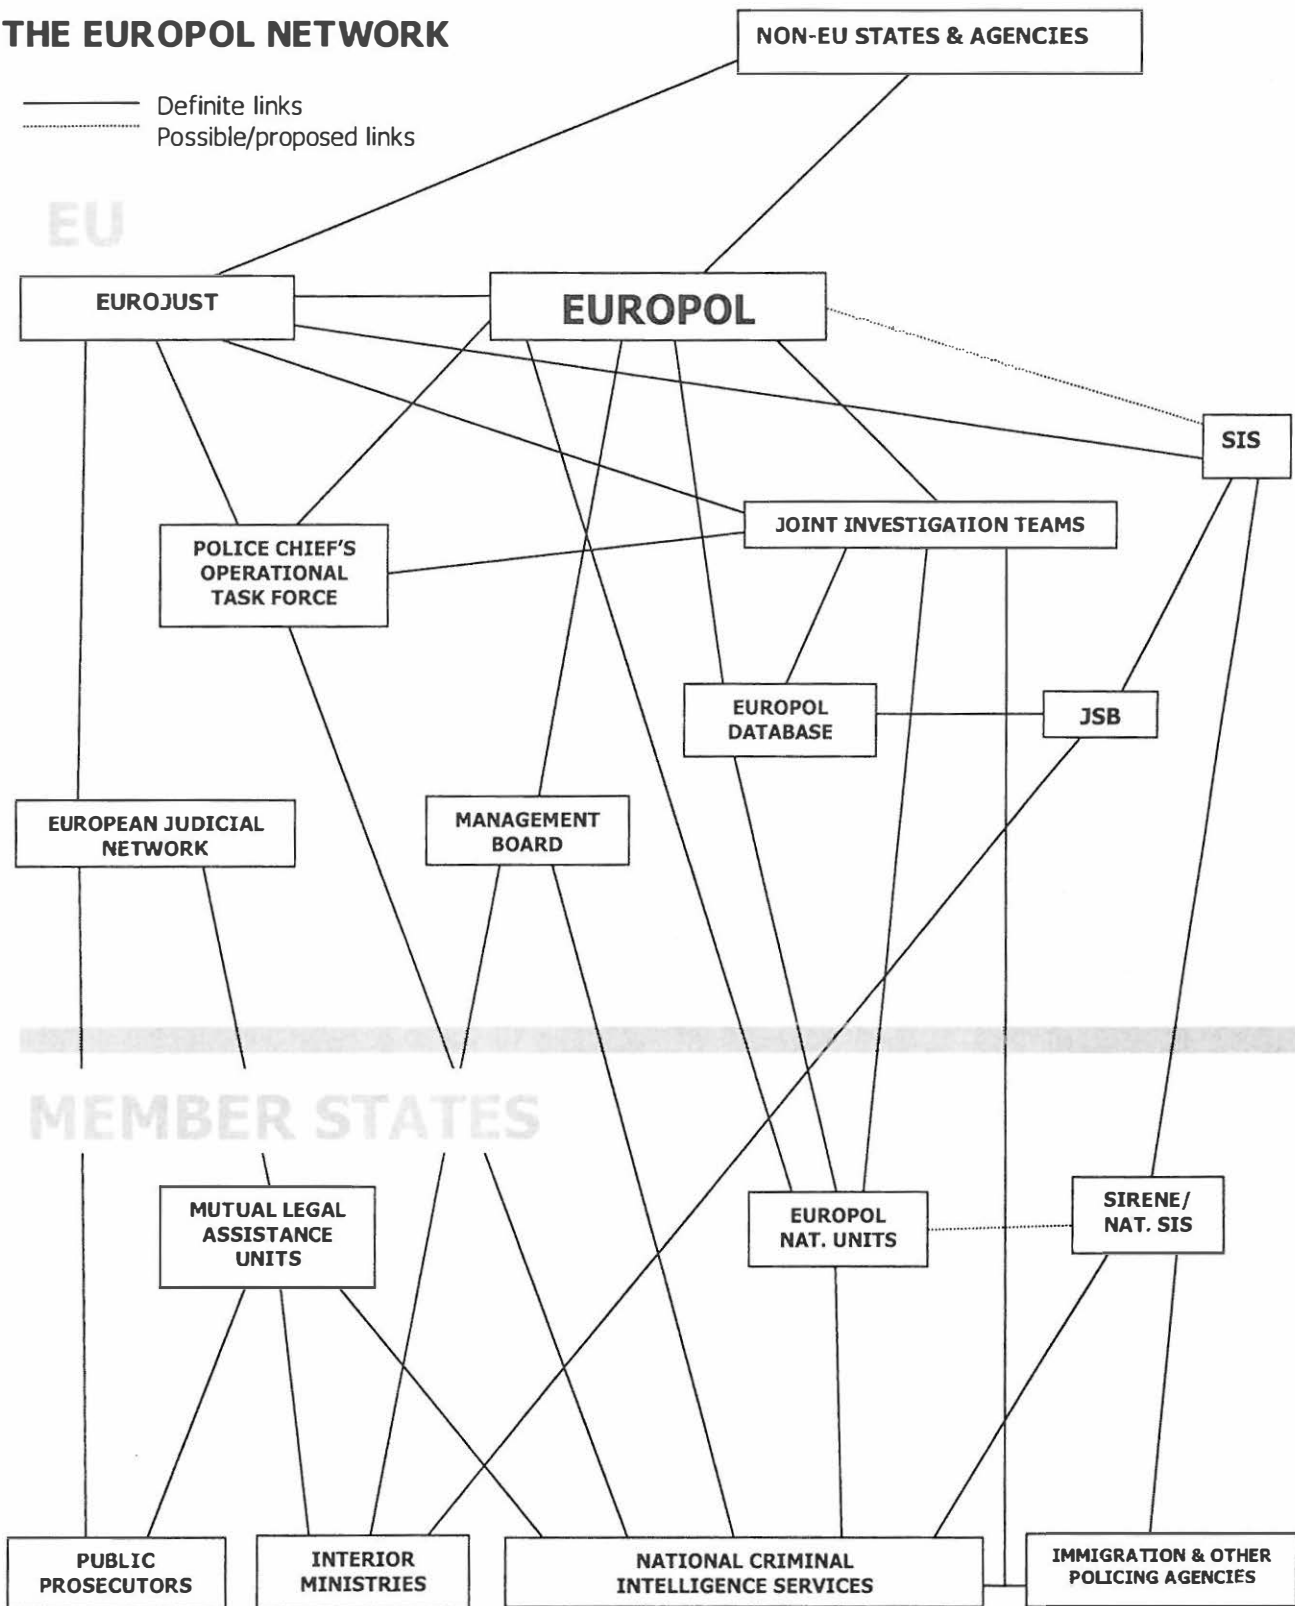 THE EUROPOL NETWORK
NON-EU STATES & AGENCIES
Definite links
Possible/proposed links
EU
EUROJUST
EUROPOL
SIS
JOINT INVESTIGATION TEAMS
POLICE CHIEF'S
OPERATIONAL
TASK FORCE
EUROPOL
DATABASE
JSB
EUROPEAN JUDICIAL
NETWORK
MANAGEMENT
BOARD
MEMBER STATES
MUTUAL LEGAL
ASSISTANCE
UNITS
EUROPOL
NAT. UNITS
SIRENE/
NAT. SIS
PUBLIC
PROSECUTORS
INTERIOR
MINISTRIES
NATIONAL CRIMINAL
INTELLIGENCE SERVICES
IMMIGRATION & OTHER
POLICING AGENCIES